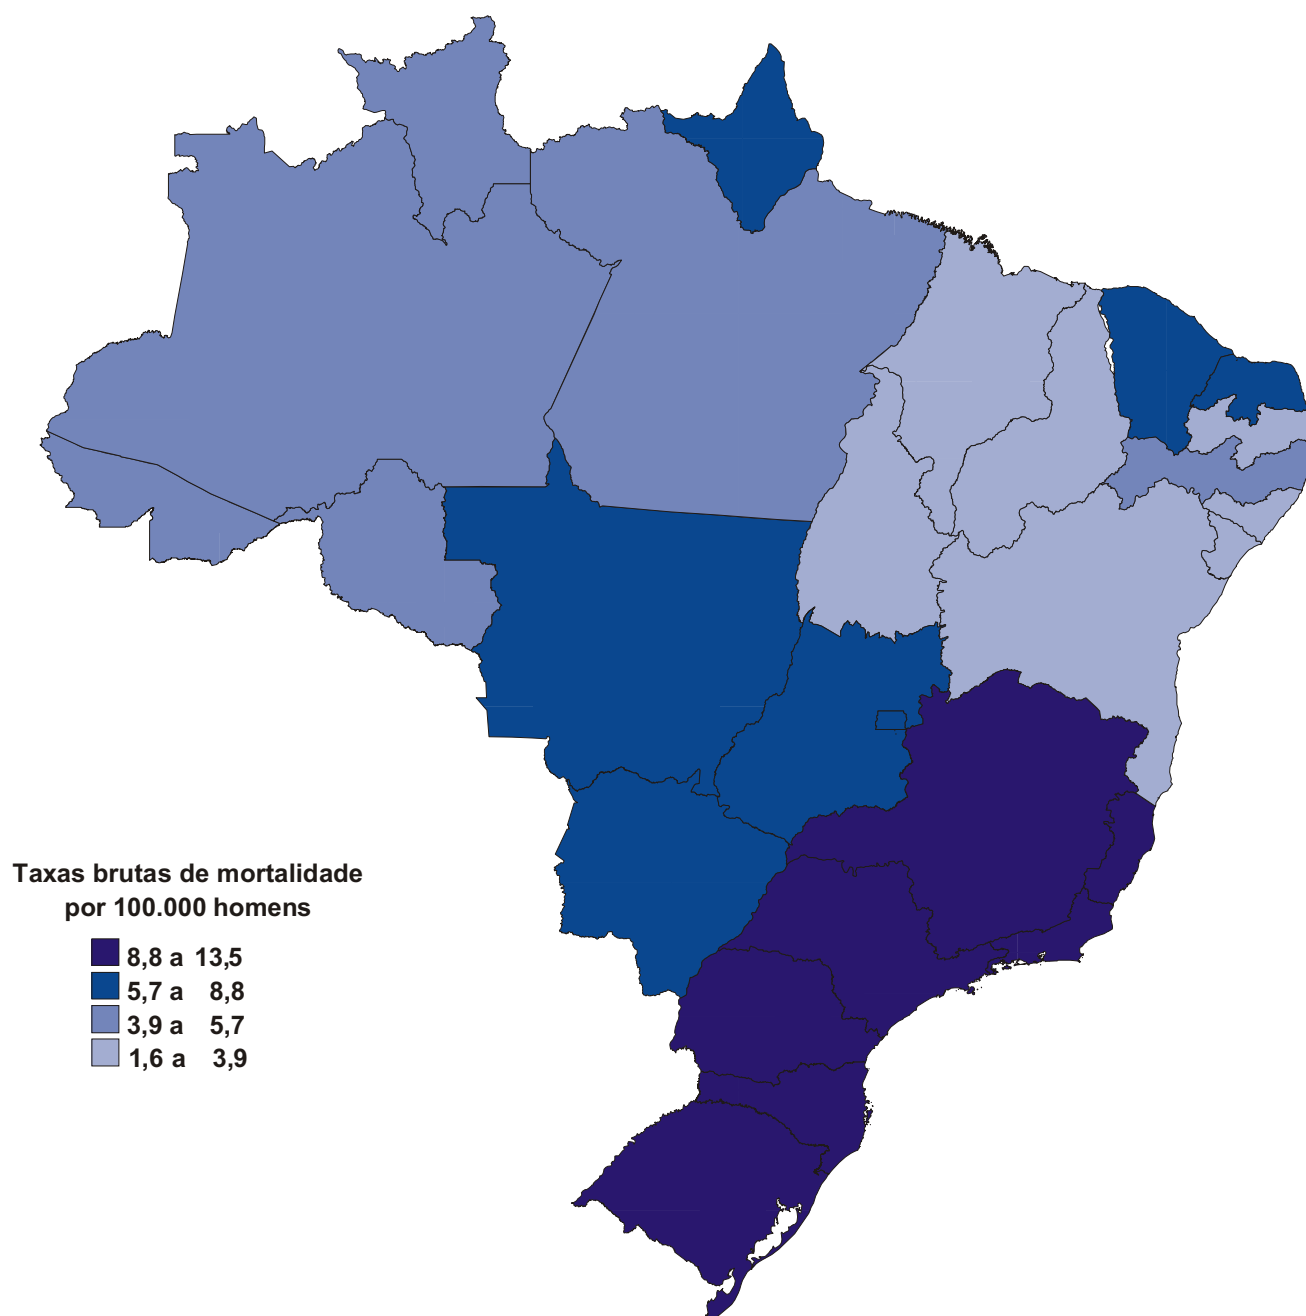 Taxas brutas de mortalidade
por 100.000 homens
8,8 a 13,5
5,7 a 8,8
3,9 a 5,7
1,6 a 3,9